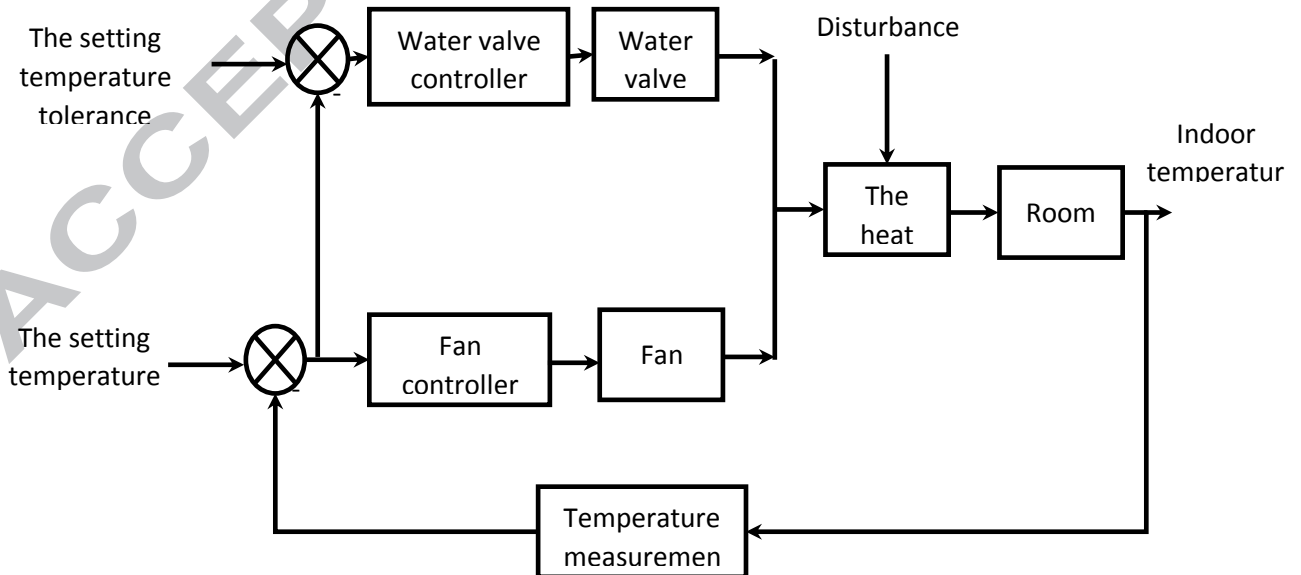 The setting
temperature
tolerance
Water valve
controller
Water
valve
Disturbance
Indoor
temperatur
The
heat
Room
The setting
temperature
Fan
controller
Fan
Temperature
measuremen
-
-
ACCEP